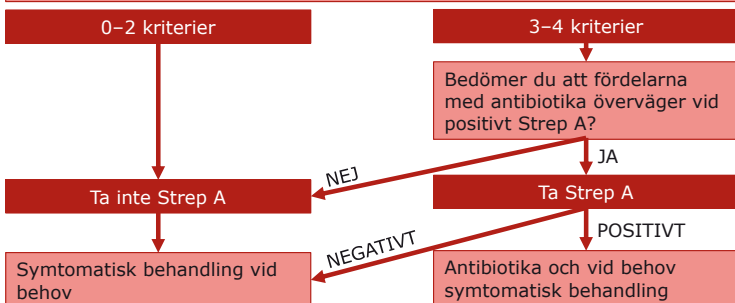 0–2 kriterier
3–4 kriterier
Bedömer du att fördelarna
med antibiotika överväger vid
positivt Strep A?
NEJ
JA
Ta inte Strep A
Ta Strep A
NEGATIVT
POSITIVT
Symtomatisk behandling vid
behov
Antibiotika och vid behov
symtomatisk behandling